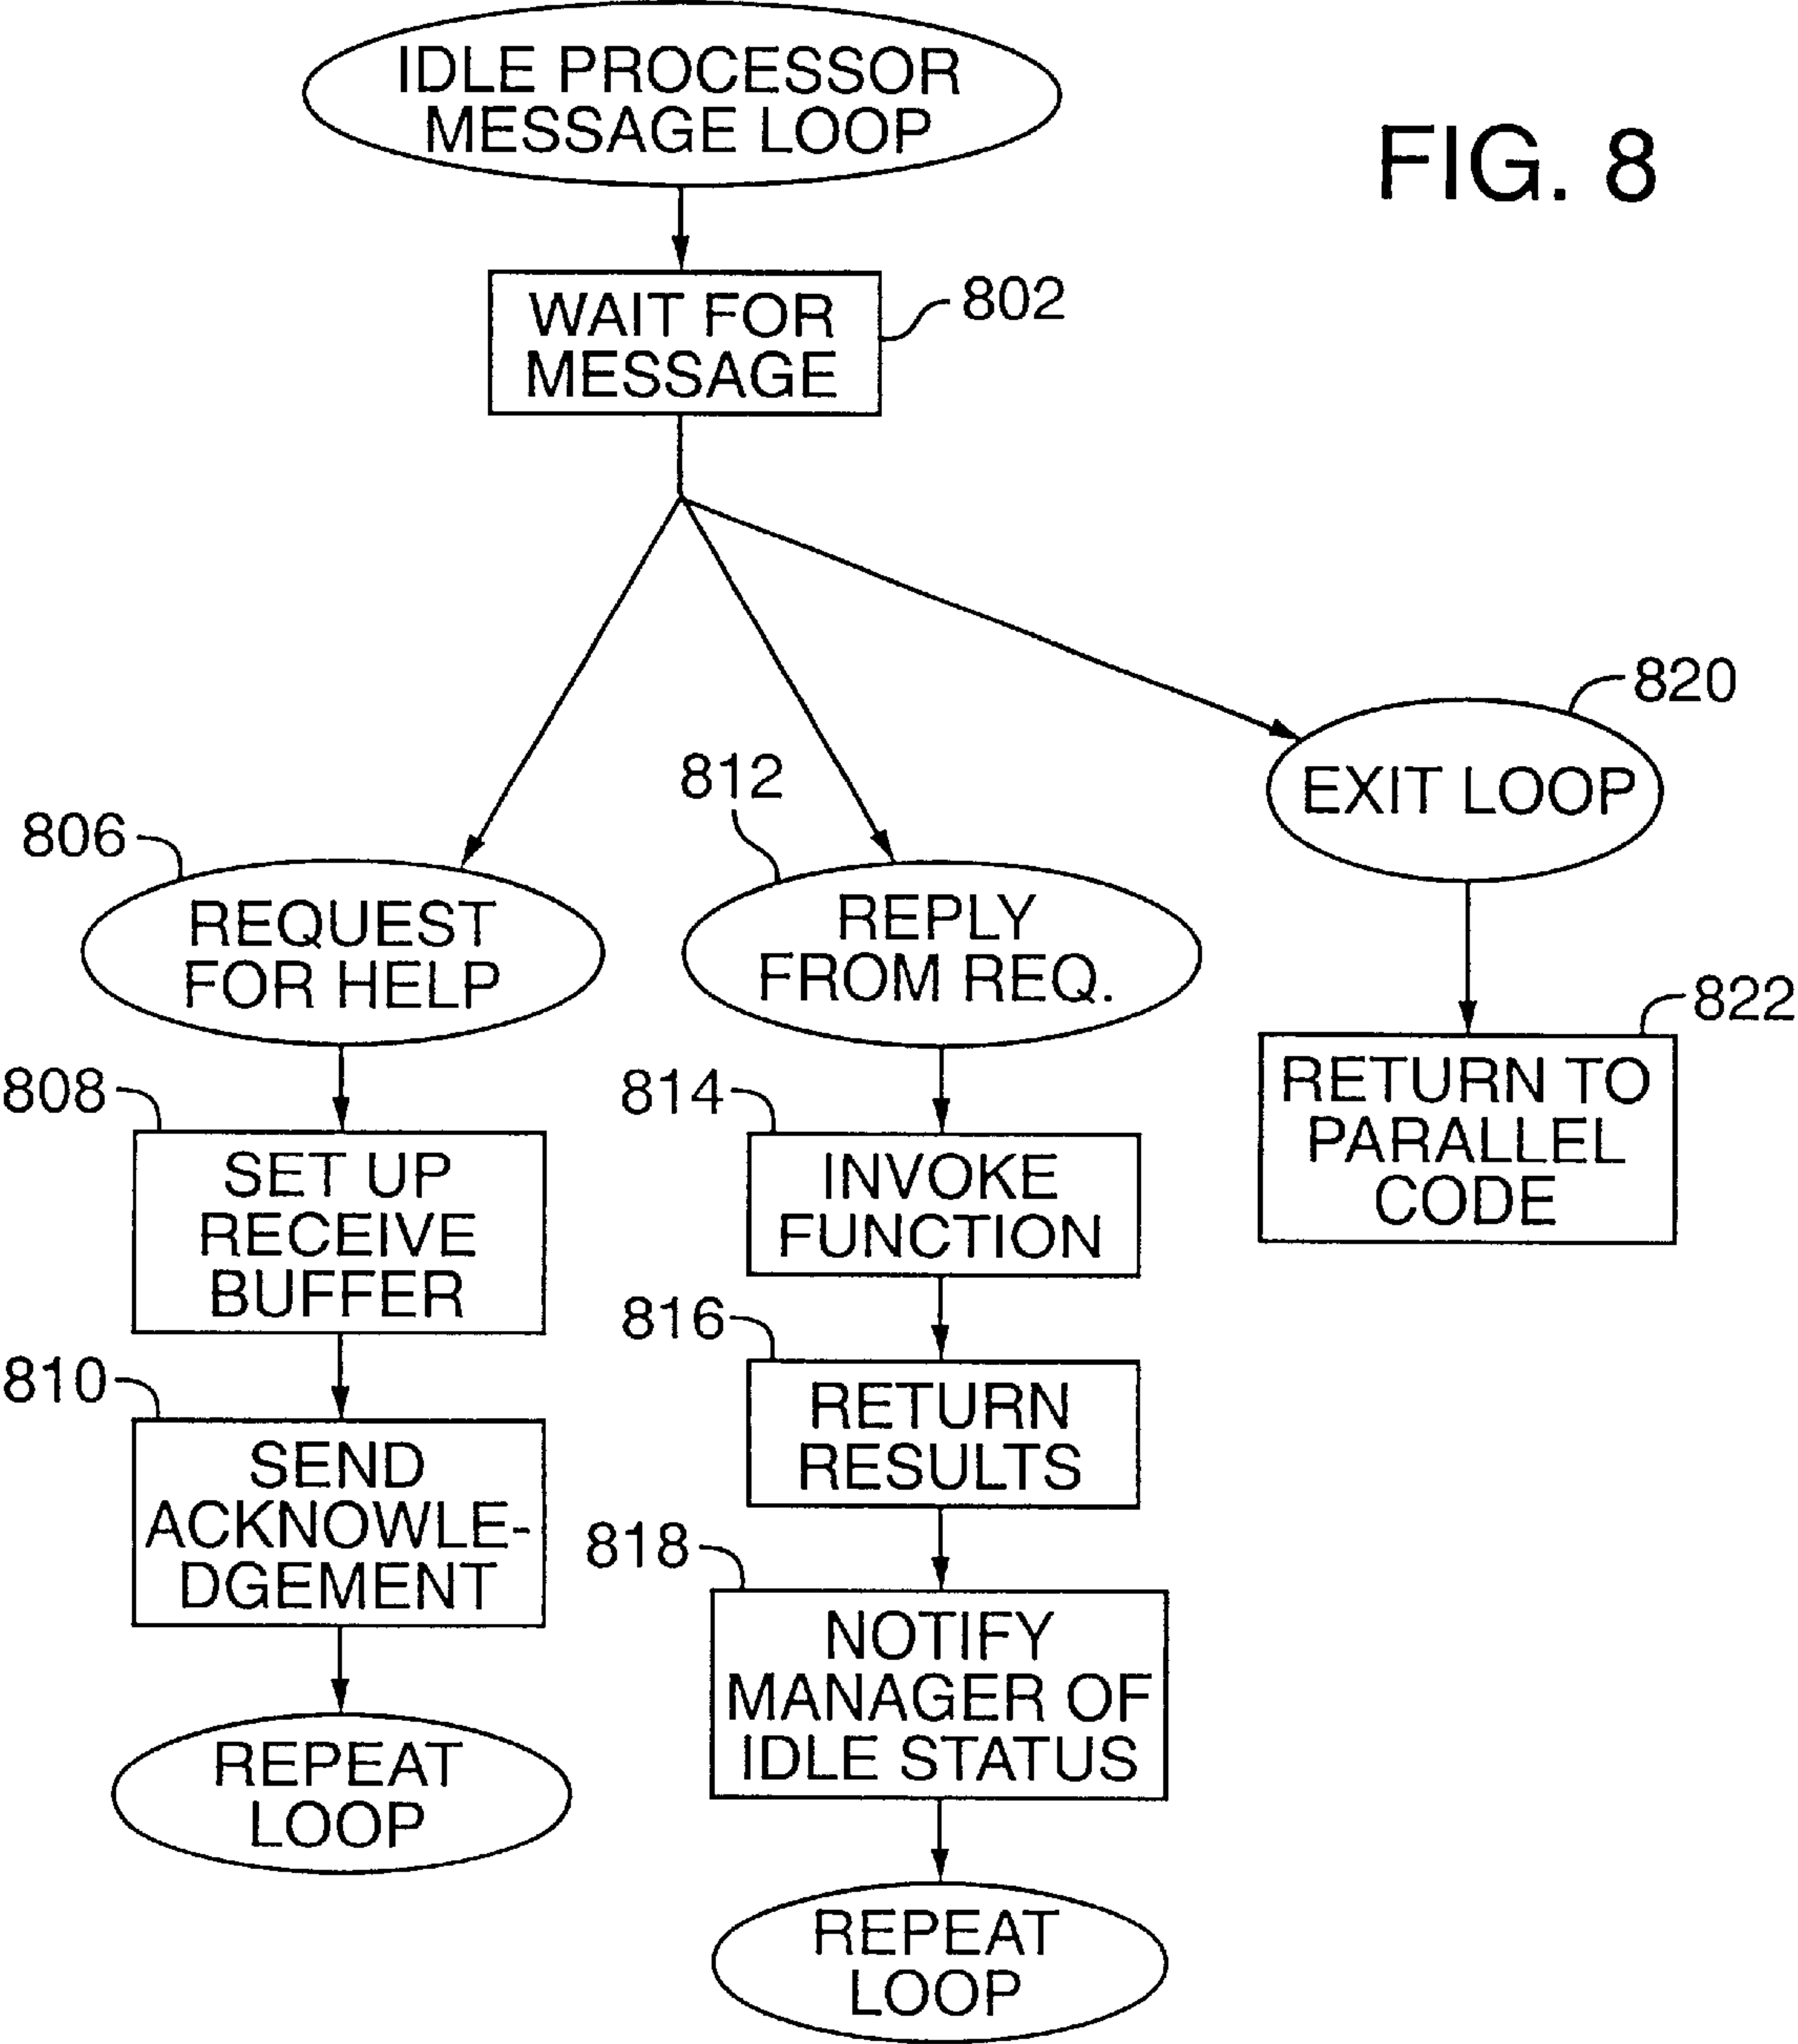 IDLE PROCESSOR
MESSAGE LOOP
FIG. 8
WAIT FOR
MESSAGE
802
806
REQUEST
FOR HELP
808
SET UP
RECEIVE
BUFFER
810
SEND
ACKNOWLE-
DGEMENT
REPEAT
LOOP
812
REPLY
FROM REQ.
814
INVOKE
FUNCTION
816
RETURN
RESULTS
818
NOTIFY
MANAGER OF
IDLE STATUS
REPEAT
LOOP
820
EXIT LOOP
822
RETURN TO
PARALLEL
CODE